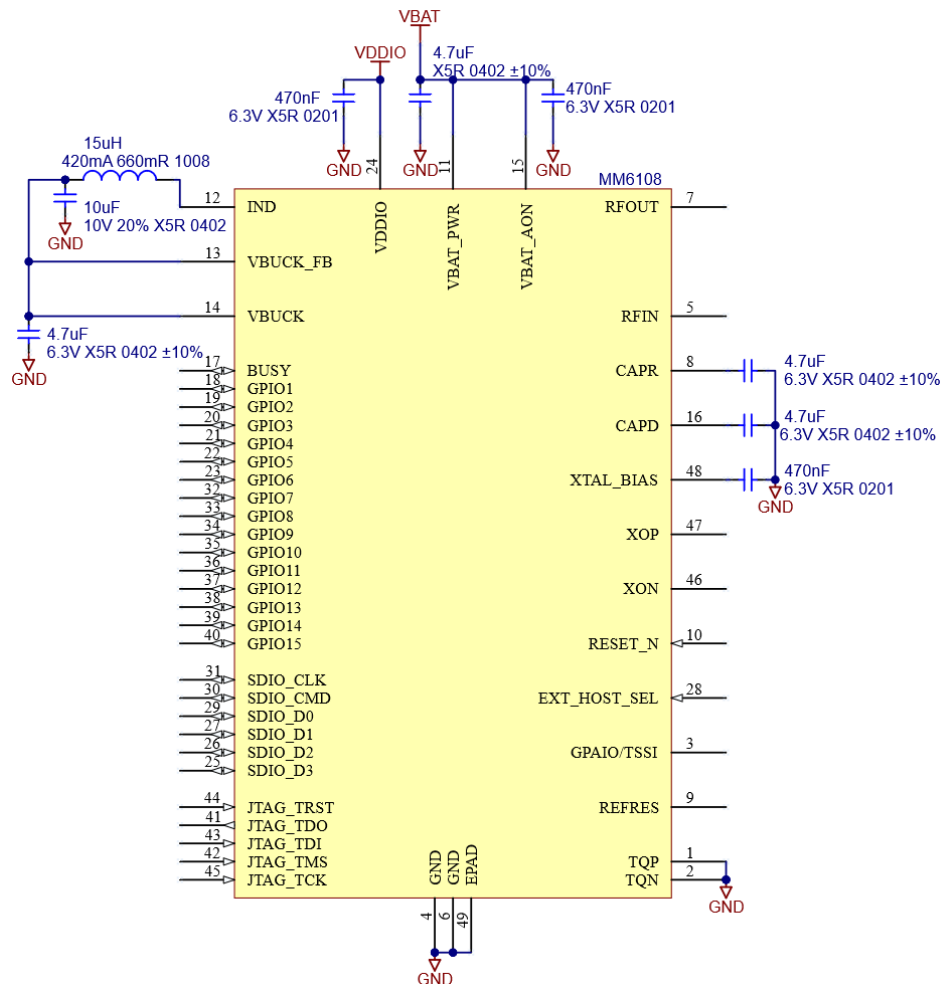 VBAT
VDDIO
4.7uF
X5R 0402 ±10%
470nF
6.3V X5R 0201
470nF
6.3V X5R 0201
GND
GND
GND
24
11
15
15uH
420mA 660mR 1008
10uF
10V 20% X5R 0402
GND
MM6108
12
IND
VDDIO
VBAT_PWR
VBAT_AON
RFOUT
7
13
VBUCK_FB
14
VBUCK
RFIN
5
4.7uF
6.3V X5R 0402 ±10%
GND
17
BUSY
18
GPIO1
19
GPIO2
20
GPIO3
21
GPIO4
22
GPIO5
23
GPIO6
32
GPIO7
33
GPIO8
34
GPIO9
35
GPIO10
36
GPIO11
37
GPIO12
38
GPIO13
39
GPIO14
40
GPIO15
31
SDIO_CLK
30
SDIO_CMD
29
SDIO_D0
27
SDIO_D1
26
SDIO_D2
25
SDIO_D3
44
JTAG_TRST
41
JTAG_TDO
43
JTAG_TDI
42
JTAG_TMS
45
JTAG_TCK
CAPR
8
4.7uF
6.3V X5R 0402 ±10%
CAPD
16
4.7uF
6.3V X5R 0402 ±10%
XTAL_BIAS
48
470nF
6.3V X5R 0201
GND
XOP
47
XON
46
RESET_N
10
EXT_HOST_SEL
28
GPAIO/TSSI
3
REFRES
9
TQP
1
TQN
2
GND
GND
GND
EPAD
4
6
49
GND